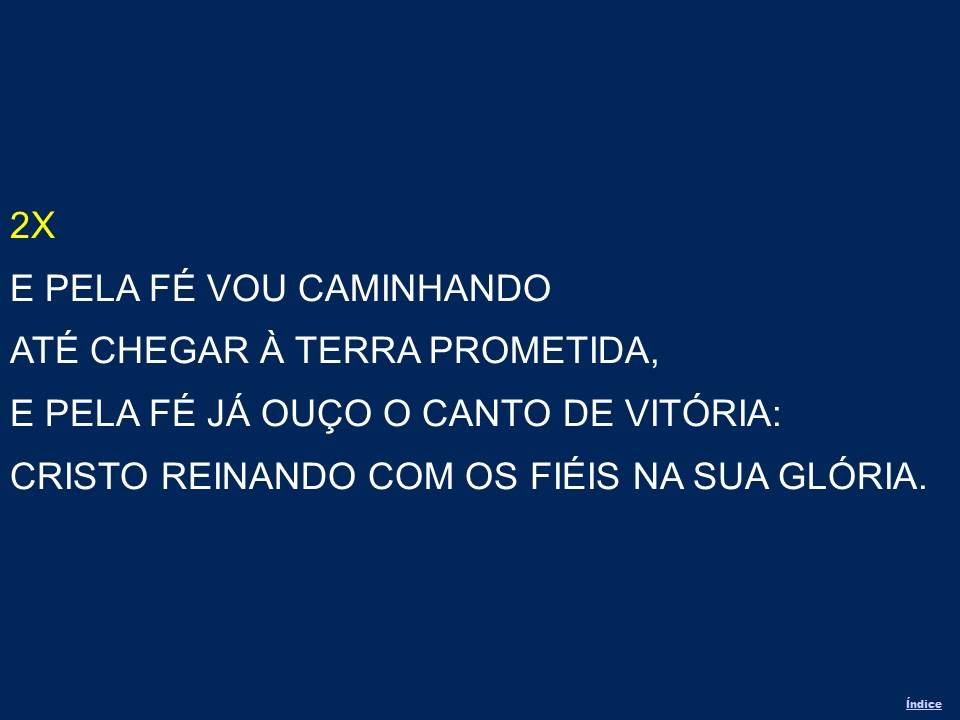 2X
E PELA FÉ VOU CAMINHANDO
ATÉ CHEGAR À TERRA PROMETIDA,
E PELA FÉ JÁ OUÇO O CANTO DE VITÓRIA:
CRISTO REINANDO COM OS FIÉIS NA SUA GLÓRIA.
Índice